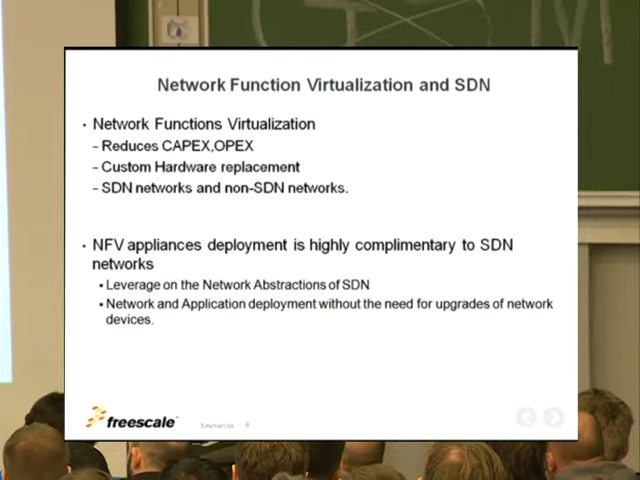 Network Function Virtualization and SDN
• Network Functions Virtualization
– Reduces CAPEX,OPEX
– Custom Hardware replacement
– SDN networks and non-SDN networks.
• NFV appliances deployment is highly complimentary to SDN
networks
▪ Leverage on the Network Abstractions of SDN
▪ Network and Application deployment without the need for upgrades of network
devices.
freescale
External Use